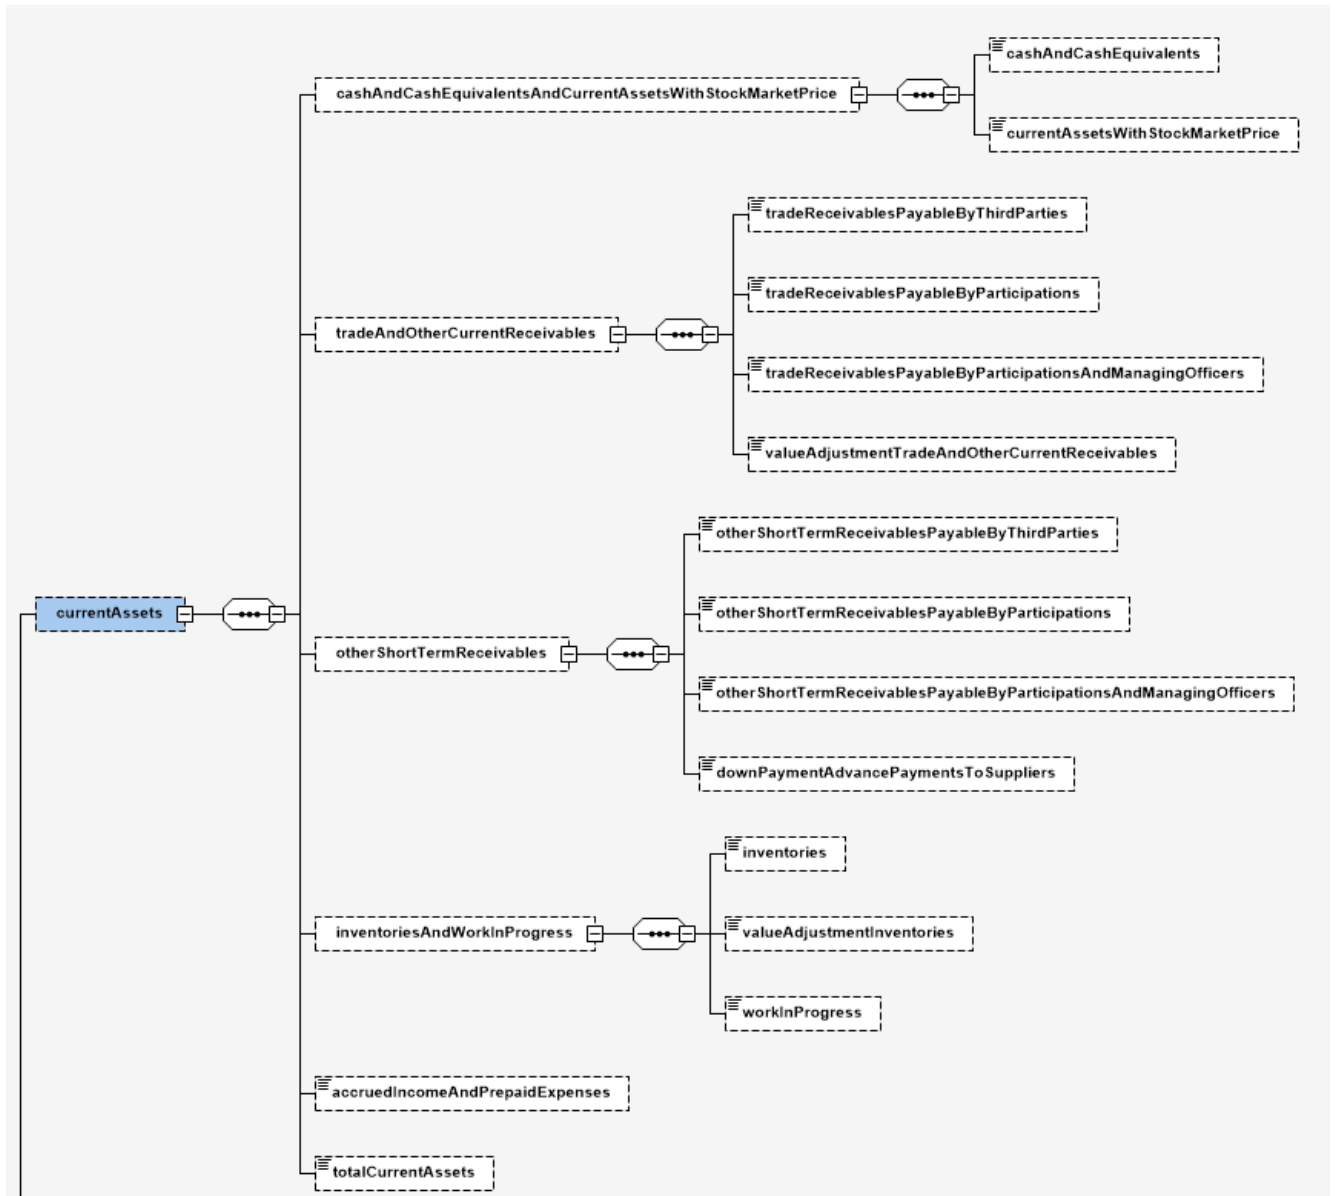 cashAndCashEquivalents
cashAndCashEquivalentsAndCurrentAssetsWithStockMarketPrice
currentAssetsWithStockMarketPrice
tradeReceivablesPayableByThirdParties
tradeReceivablesPayableByParticipations
tradeAndOtherCurrentReceivables
tradeReceivablesPayableByParticipationsAndManagingOfficers
valueAdjustmentTradeAndOtherCurrentReceivables
otherShortTermReceivablesPayableByThirdParties
currentAssets
otherShortTermReceivablesPayableByParticipations
otherShortTermReceivables
otherShortTermReceivablesPayableByParticipationsAndManagingOfficers
downPaymentAdvancePaymentsToSuppliers
inventories
inventoriesAndWorkInProgress
valueAdjustmentInventories
workInProgress
accruedIncomeAndPrepaidExpenses
totalCurrentAssets